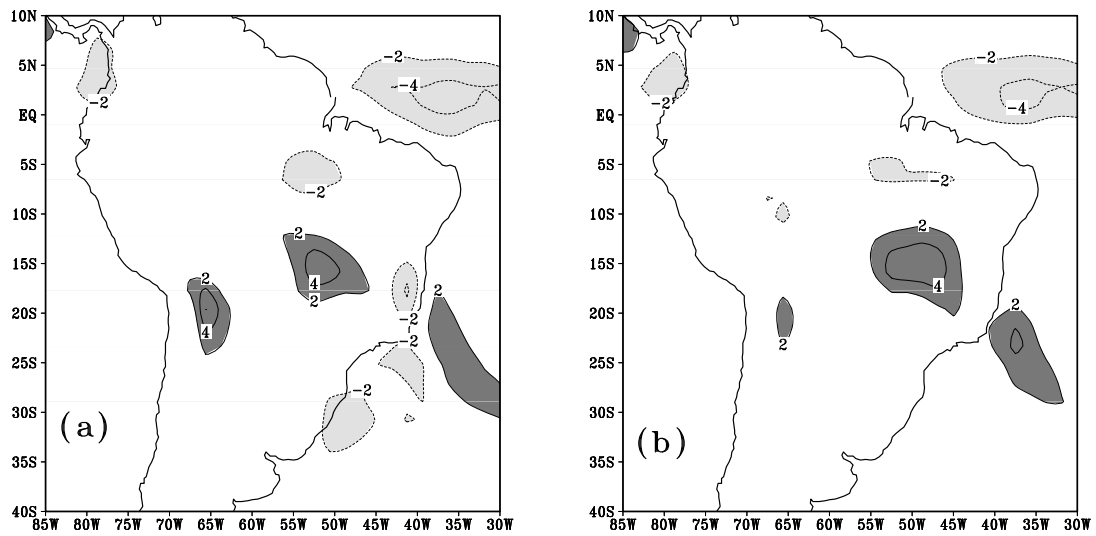 10N 10N
−2 −2
5N 5N
−4
−2 −2 −4
EQ EQ
5S 5S
−2 −2
10S 10S
2 2
15S 15S
2 4 2 4
2 2
20S 20S
4 −2
2 −2
25S 25S
−2
30S 30S
(a) (b)
35S 35S
40S 40S
85W 80W 75W 70W 65W 60W 55W 50W 45W 40W 35W 30W 85W 80W 75W 70W 65W 60W 55W 50W 45W 40W 35W 30W